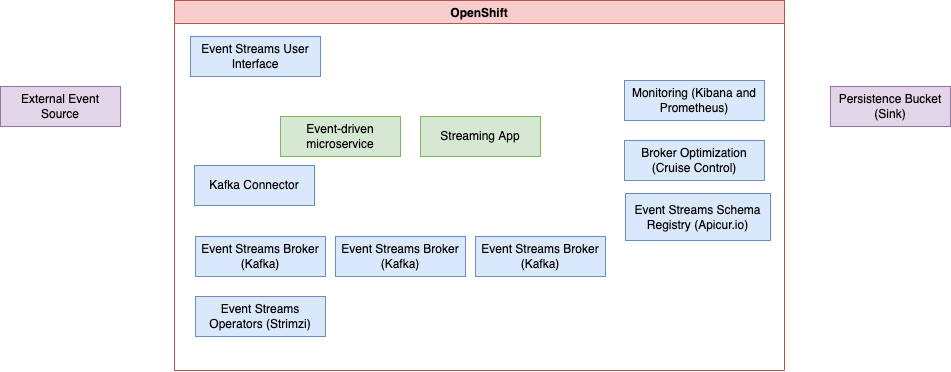 OpenShift
Event Streams User
Interface
External Event
Source
Monitoring (Kibana and
Prometheus)
Persistence Bucket
(Sink)
Event-driven
microservice
Streaming App
Broker Optimization
(Cruise Control)
Kafka Connector
Event Streams Schema
Registry (Apicur.io)
Event Streams Broker
(Kafka)
Event Streams Broker
(Kafka)
Event Streams Broker
(Kafka)
Event Streams
Operators (Strimzi)